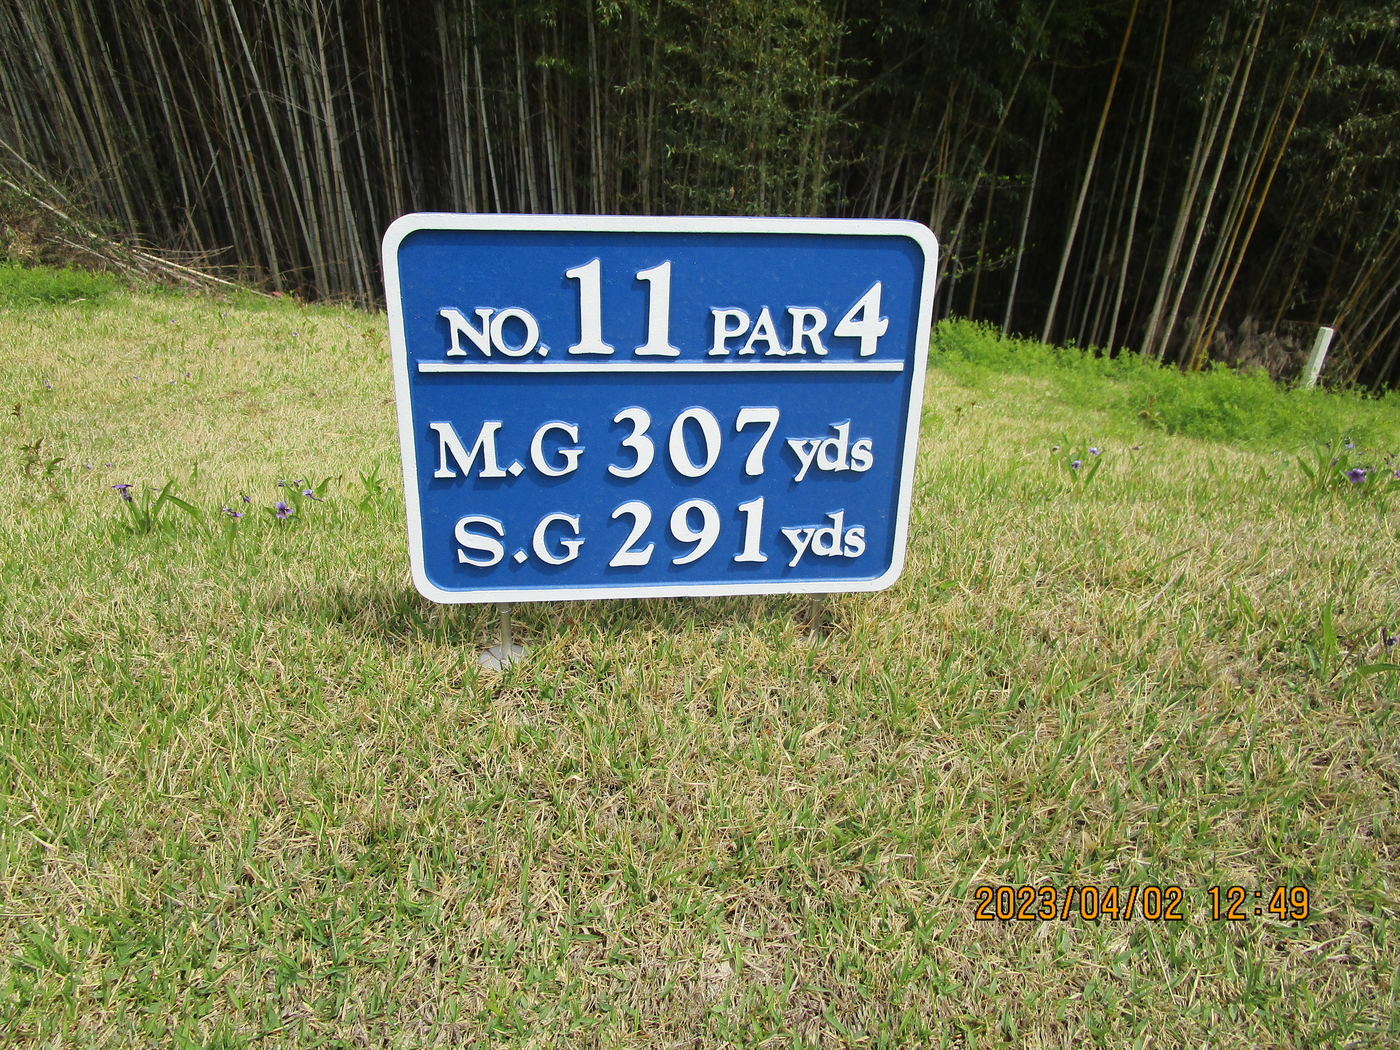 NO. 11 PAR 4
M.G 307 yds
S.G 291 yds
2023/04/02 12:49